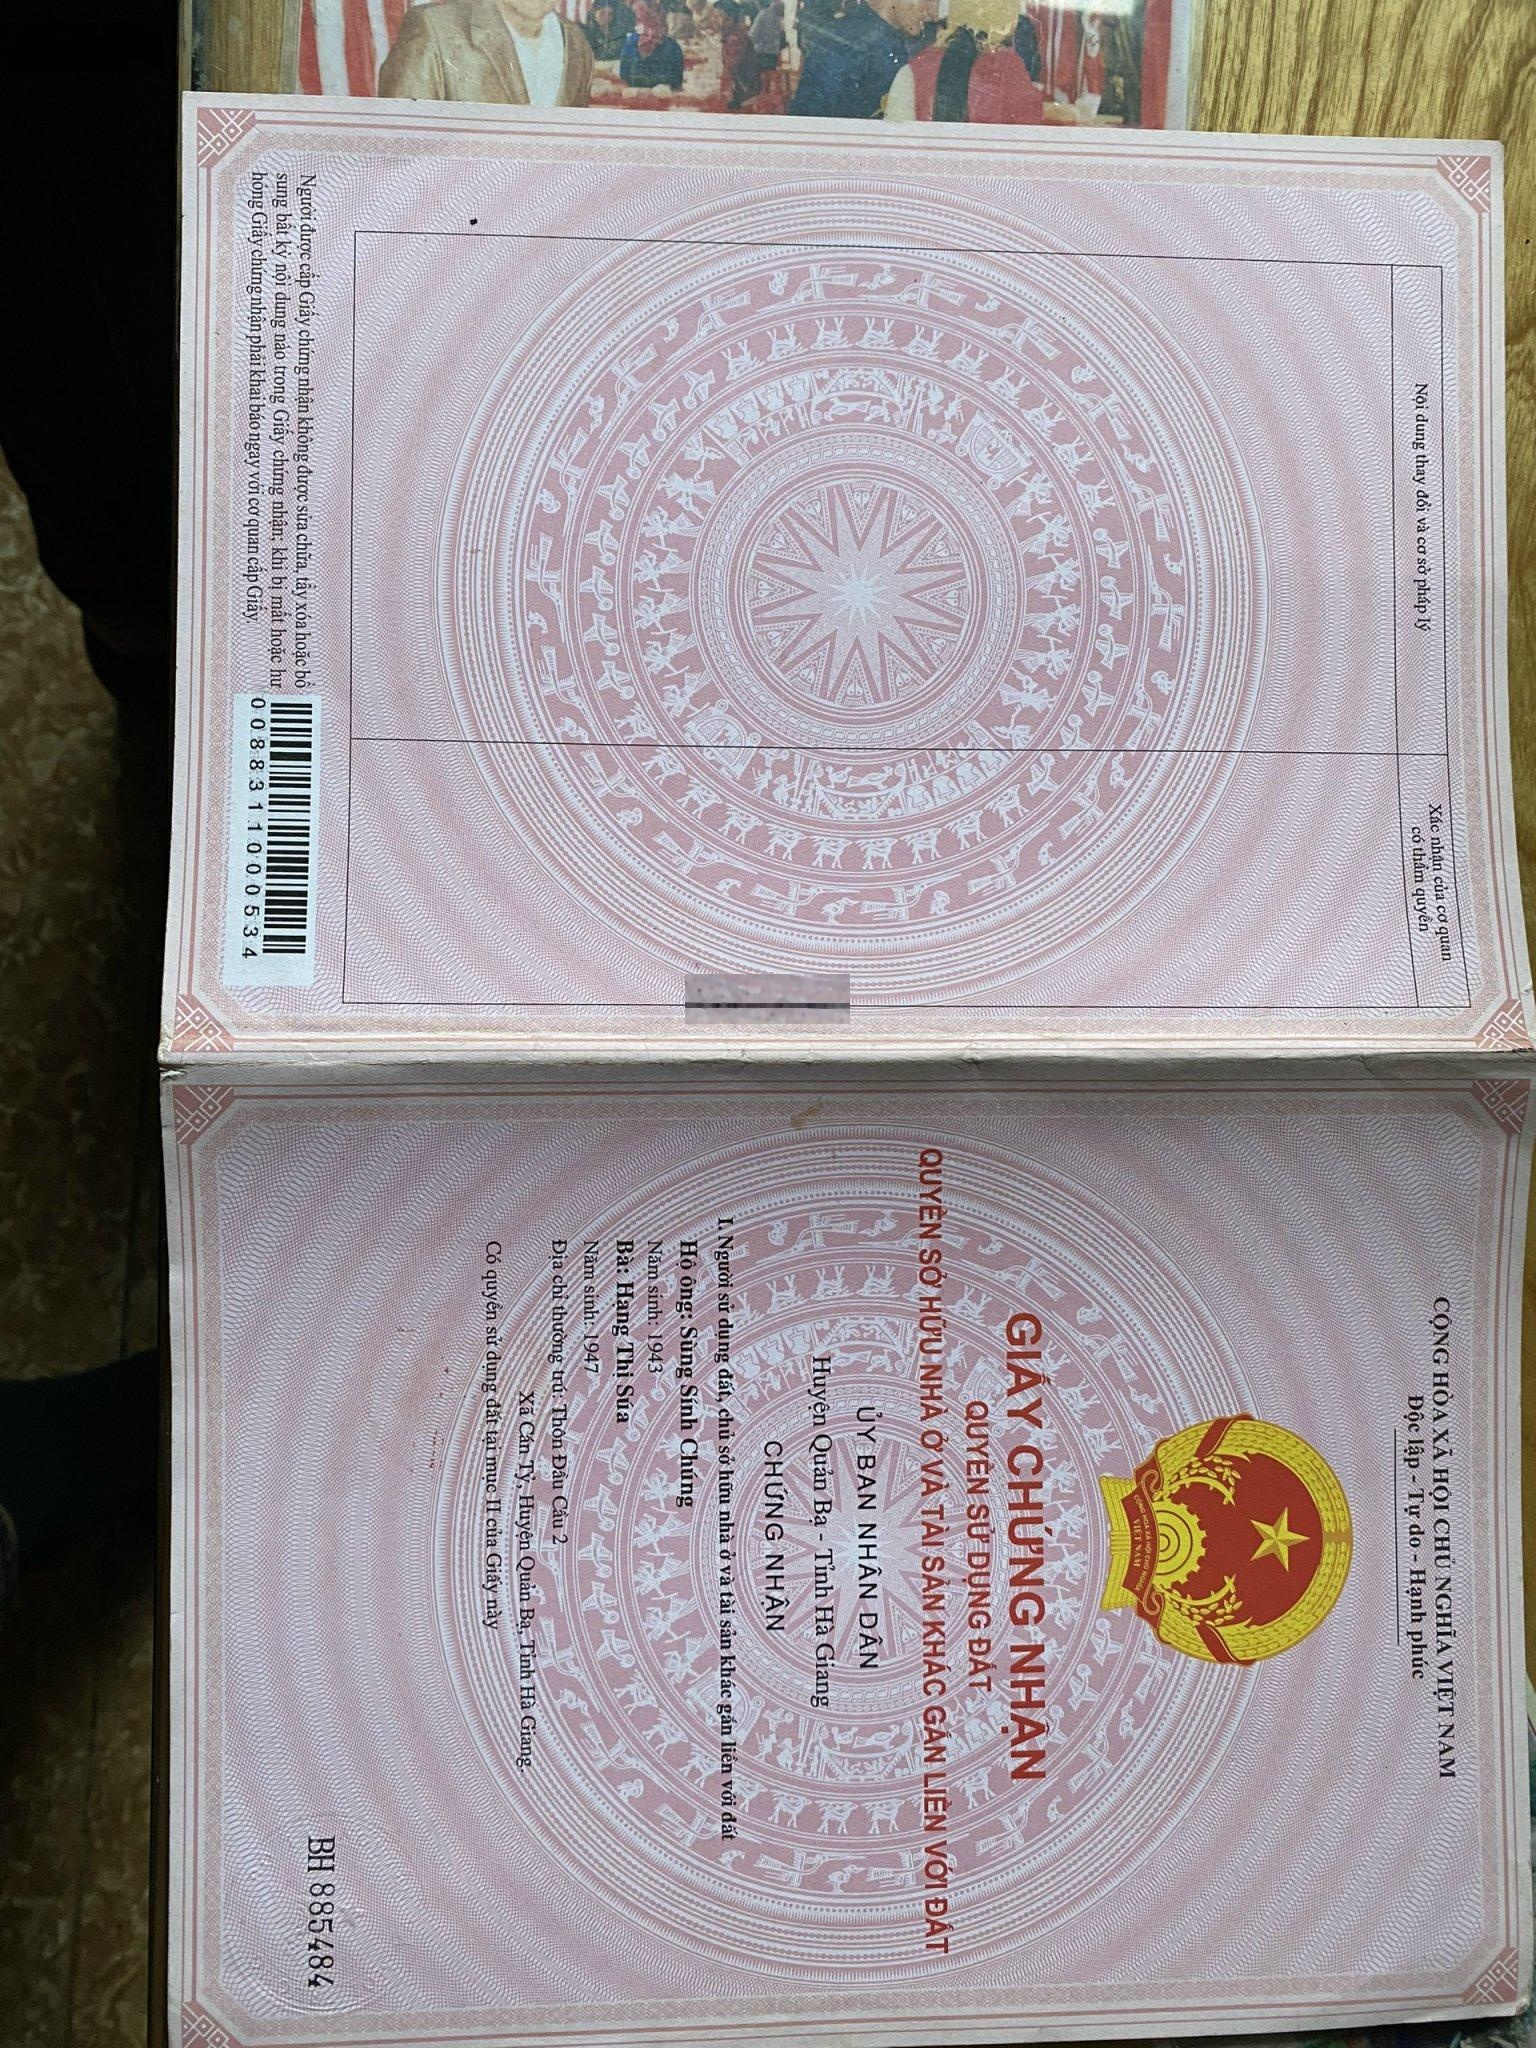 Nội dung thay đổi và cơ sở pháp lý
Xác nhận của cơ quan
có thẩm quyền
Người được cấp Giấy chứng nhận không được sửa chữa, tẩy xóa hoặc bổ
sung bất kỳ nội dung nào trong Giấy chứng nhận; khi bị mất hoặc hư
hỏng Giấy chứng nhận phải khai báo ngay với cơ quan cấp Giấy.
0 0 8 8 3 1 1 0 0 0 5 3 4
CỘNG HÒA XÃ HỘI CHỦ NGHĨA VIỆT NAM
Độc lập - Tự do - Hạnh phúc
CỘNG HÒA XÃ HỘI CHỦ NGHĨA
VIỆT NAM
GIẤY CHỨNG NHẬN
QUYỀN SỬ DỤNG ĐẤT
QUYỀN SỞ HỮU NHÀ Ở VÀ TÀI SẢN KHÁC GẮN LIỀN VỚI ĐẤT
ỦY BAN NHÂN DÂN
Huyện Quản Bạ - Tỉnh Hà Giang
CHỨNG NHẬN
I. Người sử dụng đất, chủ sở hữu nhà ở và tài sản khác gắn liền với đất
Hộ ông: Sùng Sính Chúng
Năm sinh: 1943
Bà: Hạng Thị Súa
Năm sinh: 1947
Địa chỉ thường trú: Thôn Đầu Cầu 2
Xã Cán Tỷ, Huyện Quản Bạ, Tỉnh Hà Giang.
Có quyền sử dụng đất tại mục II của Giấy này
BH 885484